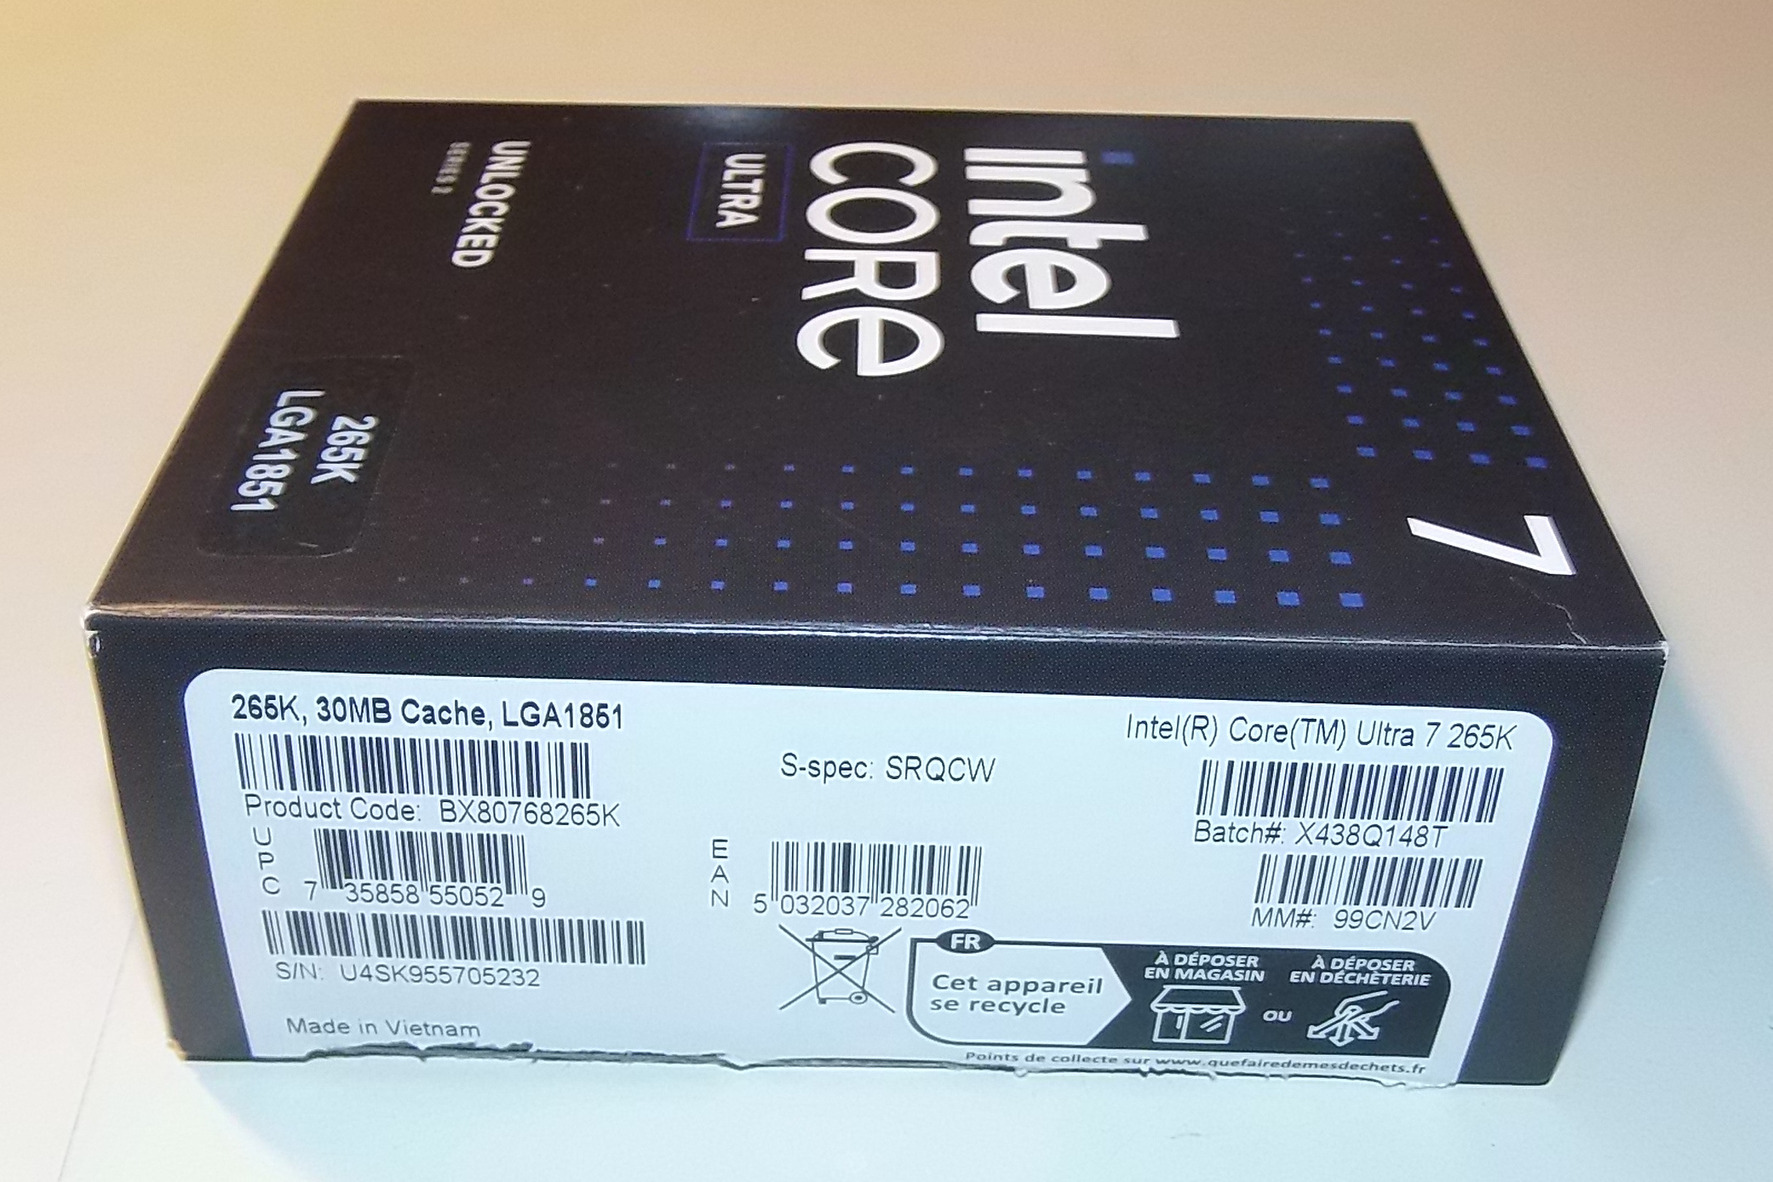 intel
CORE
ULTRA
7
UNLOCKED
SERIES 2
265K
LGA1851
265K, 30MB Cache, LGA1851
Product Code: BX80768265K
UPC
7 35858 55052 9
S/N: U4SK955705232
Made in Vietnam
S-spec: SRQCW
EAN
5 032037 282062
Intel(R) Core(TM) Ultra 7 265K
Batch#: X438Q148T
MM#: 99CN2V
FR
Cet appareil
se recycle
À DÉPOSER
EN MAGASIN
OU
À DÉPOSER
EN DÉCHÈTERIE
Points de collecte sur www.quefairedemesdechets.fr